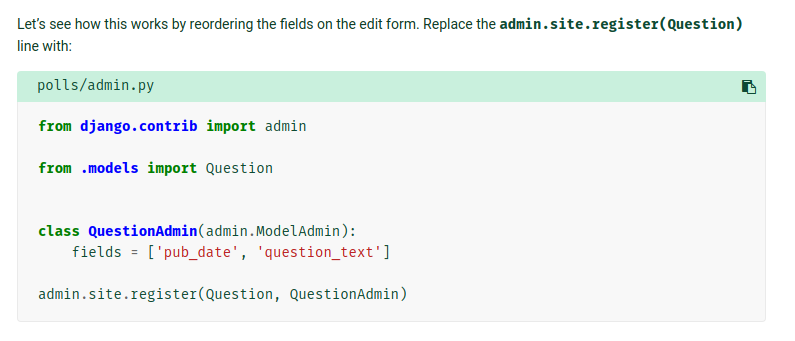 Let's see how this works by reordering the fields on the edit form. Replace the admin.site.register(Question)
line with:
polls/admin.py
from django.contrib import admin
from .models import Question
class QuestionAdmin(admin.ModelAdmin):
    fields = ['pub_date', 'question_text']
admin.site.register(Question, QuestionAdmin)